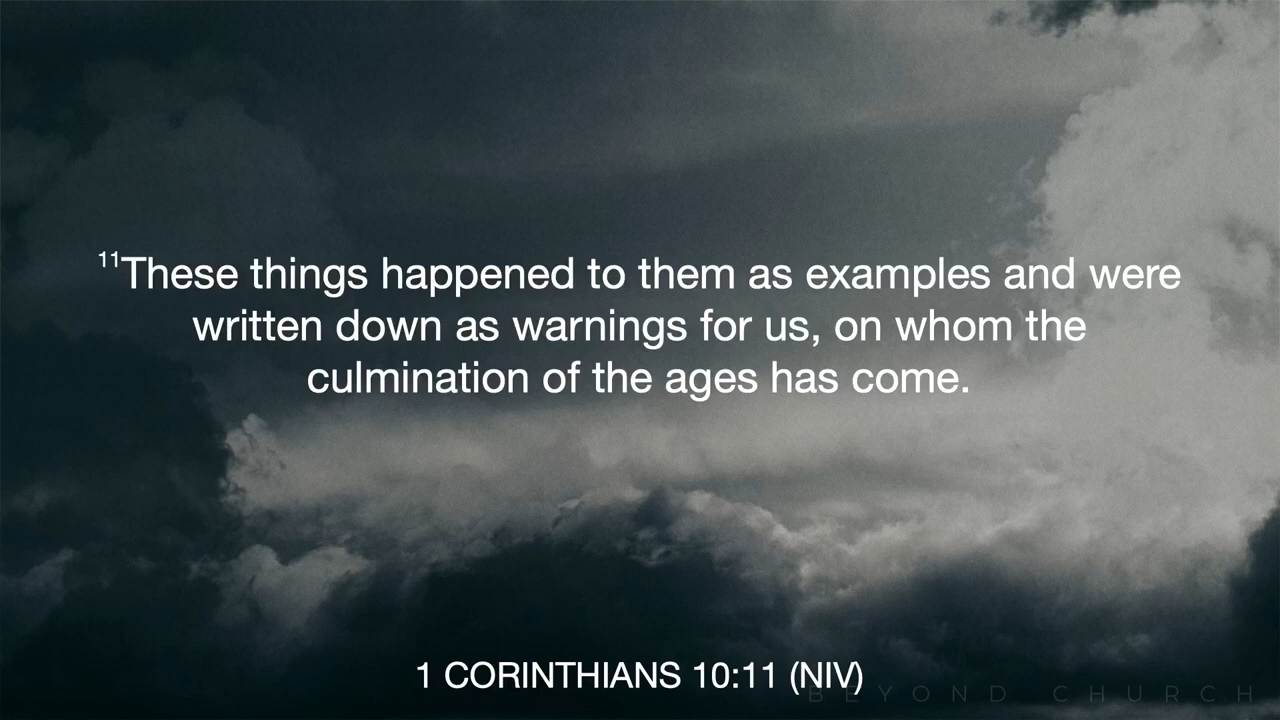 ¹¹These things happened to them as examples and were
written down as warnings for us, on whom the
culmination of the ages has come.
1 CORINTHIANS 10:11 (NIV)
BEYOND CHURCH